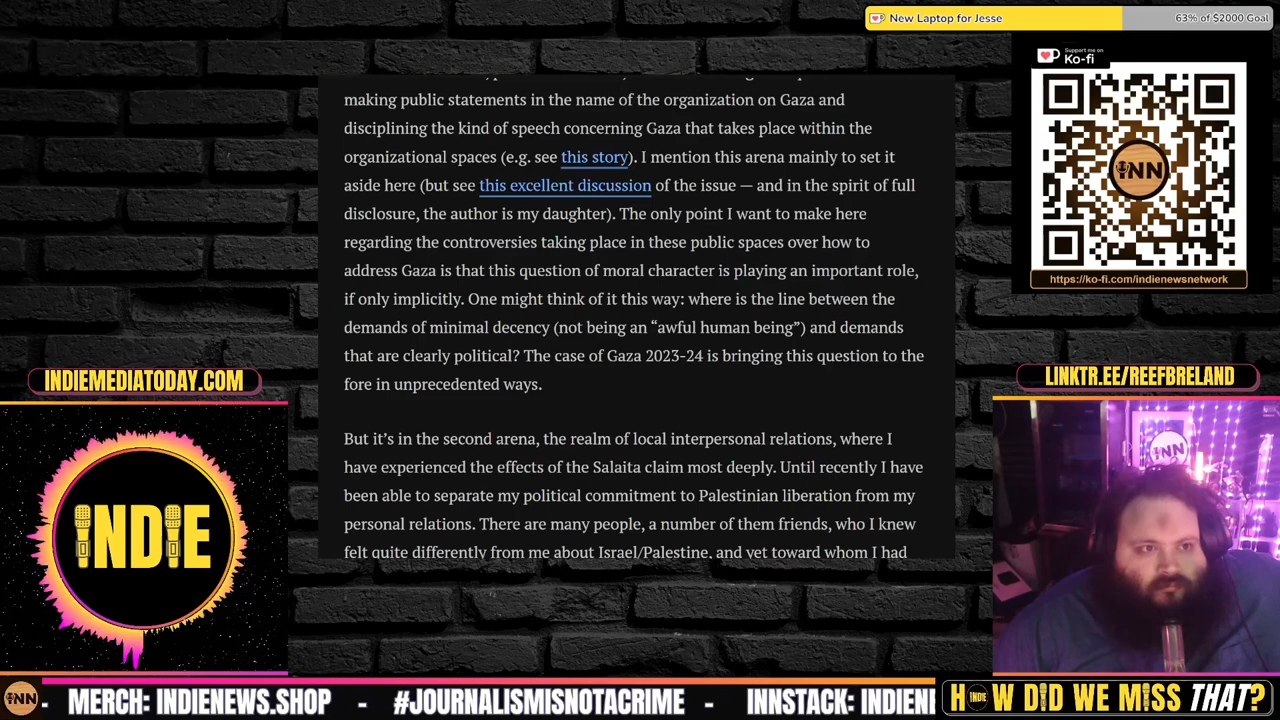 New Laptop for Jesse
63% of $2000 Goal
Support me on
Ko-fi
INN
https://ko-fi.com/indienewsnetwork
making public statements in the name of the organization on Gaza and
disciplining the kind of speech concerning Gaza that takes place within the
organizational spaces (e.g. see this story). I mention this arena mainly to set it
aside here (but see this excellent discussion of the issue — and in the spirit of full
disclosure, the author is my daughter). The only point I want to make here
regarding the controversies taking place in these public spaces over how to
address Gaza is that this question of moral character is playing an important role,
if only implicitly. One might think of it this way: where is the line between the
demands of minimal decency (not being an “awful human being”) and demands
that are clearly political? The case of Gaza 2023-24 is bringing this question to the
fore in unprecedented ways.
But it’s in the second arena, the realm of local interpersonal relations, where I
have experienced the effects of the Salaita claim most deeply. Until recently I have
been able to separate my political commitment to Palestinian liberation from my
personal relations. There are many people, a number of them friends, who I knew
felt quite differently from me about Israel/Palestine, and yet toward whom I had
INDIEMEDIATODAY.COM
INDIE
LINKTR.EE/REEFBRELAND
INN
INN - MERCH: INDIENEWS.SHOP - #JOURNALISMISNOTACRIME - INNSTACK: INDIEN
HOW DID WE MISS THAT?